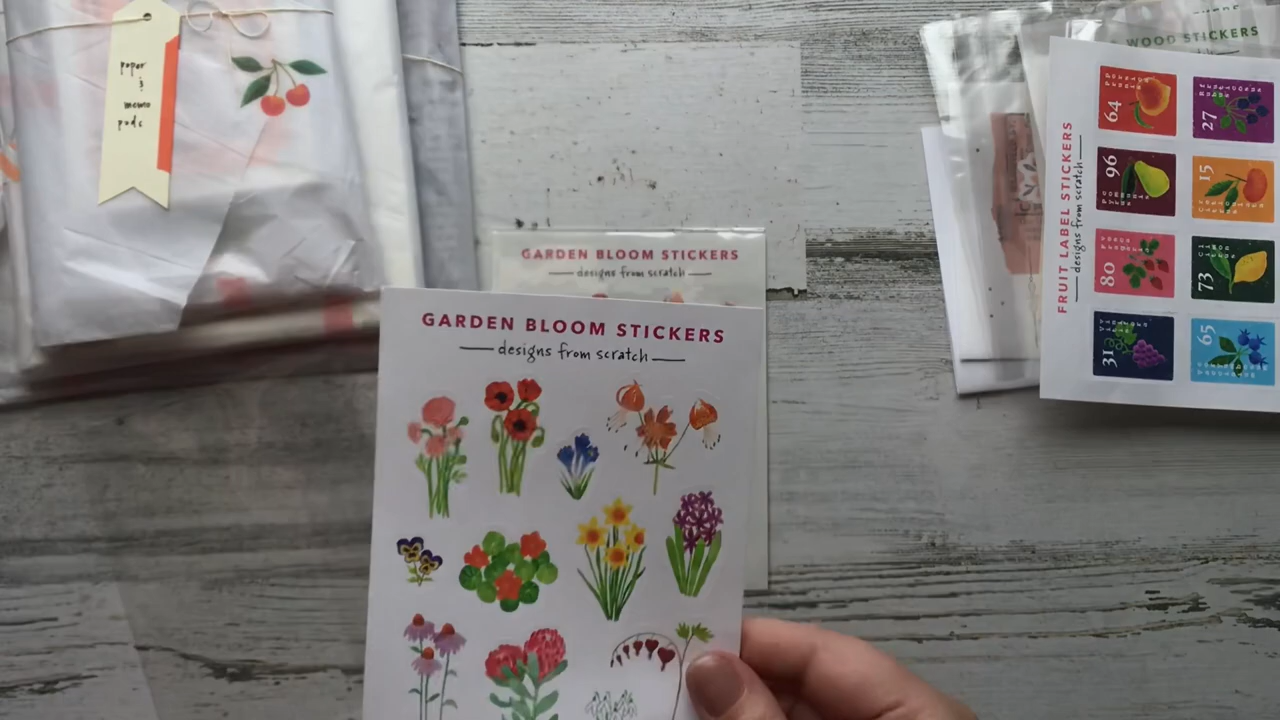 paper
&
memo
pads
GARDEN BLOOM STICKERS
designs from scratch
GARDEN BLOOM STICKERS
designs from scratch
WOOD STICKERS
FRUIT LABEL STICKERS
designs from scratch
64
27
96
15
80
73
31
65